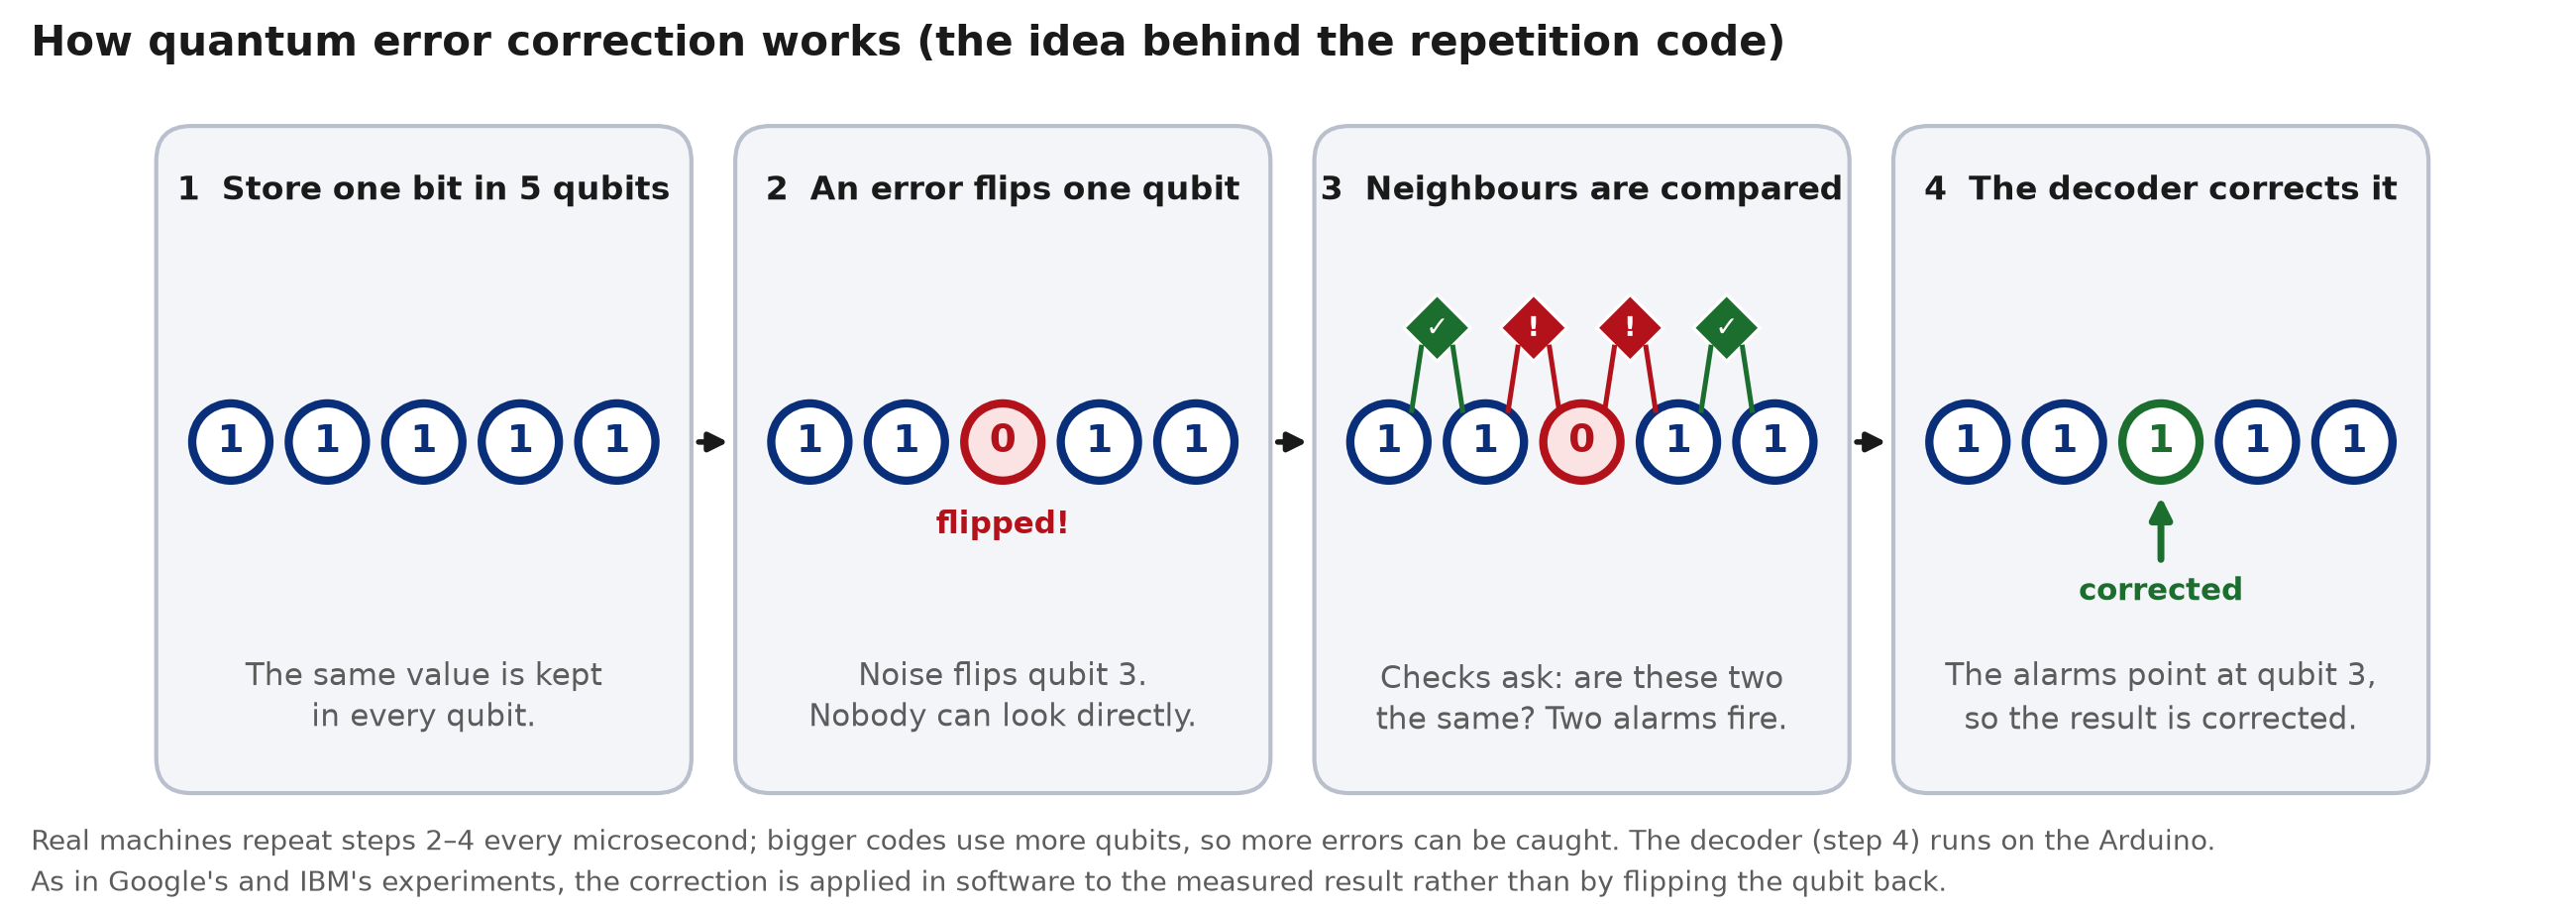 How quantum error correction works (the idea behind the repetition code)
1 Store one bit in 5 qubits
1 1 1 1 1
The same value is kept
in every qubit.
2 An error flips one qubit
1 1 0 1 1
flipped!
Noise flips qubit 3.
Nobody can look directly.
3 Neighbours are compared
✓ ! ! ✓
1 1 0 1 1
Checks ask: are these two
the same? Two alarms fire.
4 The decoder corrects it
1 1 1 1 1
corrected
The alarms point at qubit 3,
so the result is corrected.
Real machines repeat steps 2–4 every microsecond; bigger codes use more qubits, so more errors can be caught. The decoder (step 4) runs on the Arduino.
As in Google's and IBM's experiments, the correction is applied in software to the measured result rather than by flipping the qubit back.